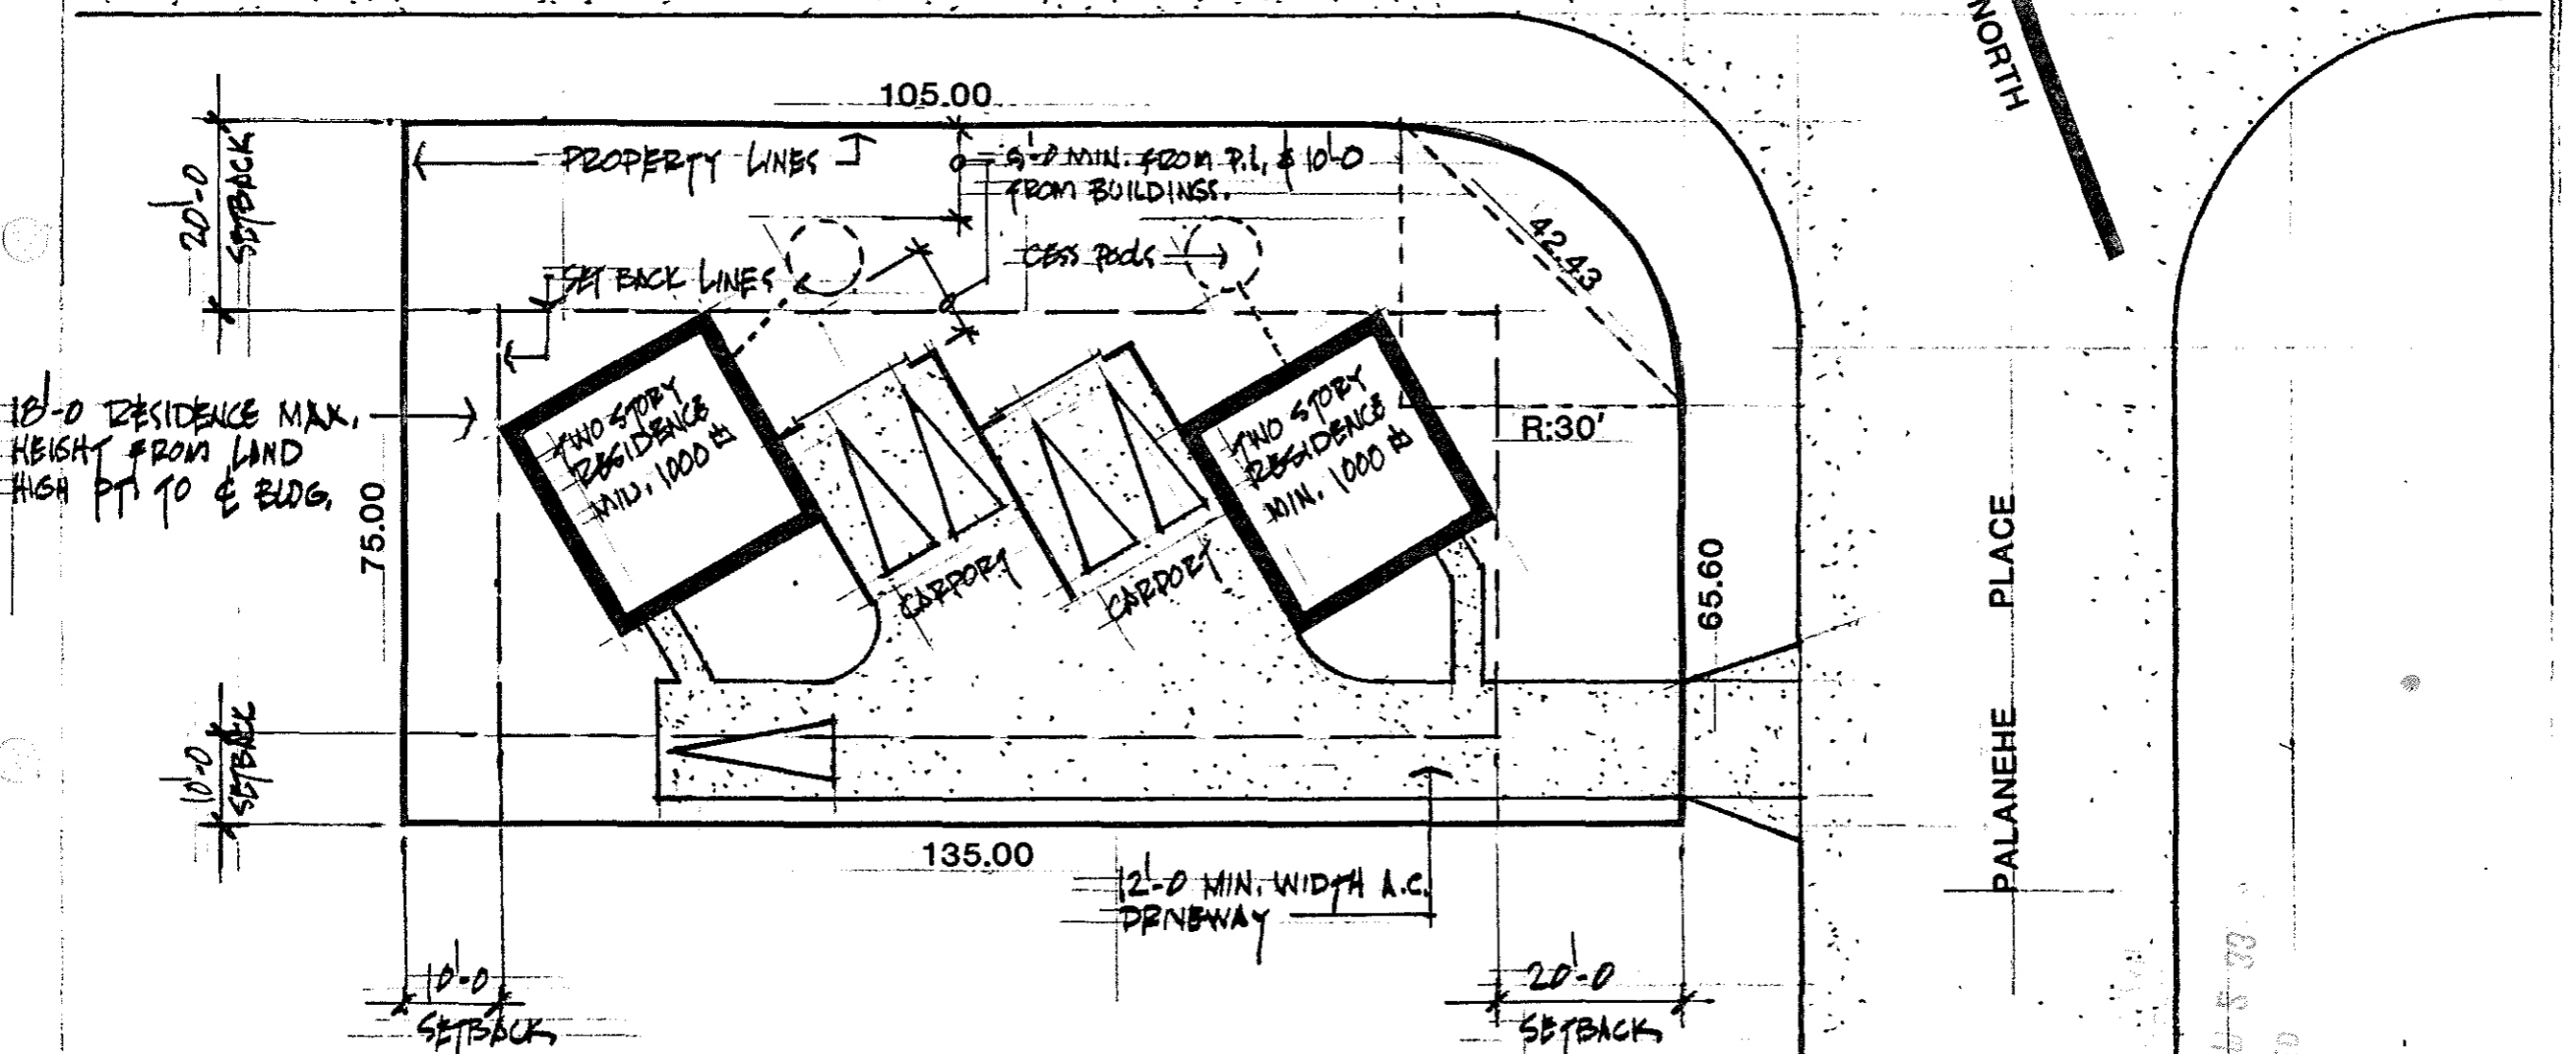 NORTH
105.00
PROPERTY LINES
5'-0 MIN. FROM P.L. & 10'-0
FROM BUILDINGS.
20'-0
SETBACK
SET BACK LINES
CESS POOLS
42.43
18'-0 RESIDENCE MAX.
HEIGHT FROM LAND
HIGH PT. TO ℄ BLDG.
TWO STORY
RESIDENCE
MIN. 1000
TWO STORY
RESIDENCE
MIN. 1000
R:30'
75.00
CARPORT
CARPORT
65.60
PALANEHE PLACE
10'-0
SETBACK
135.00
12'-0 MIN. WIDTH A.C.
DRIVEWAY
10'-0
SETBACK
20'-0
SETBACK